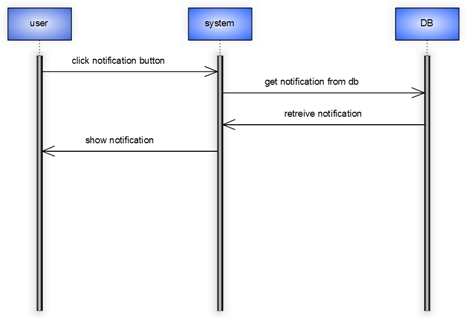 user
system
DB
click notification button
get notification from db
retreive notification
show notification